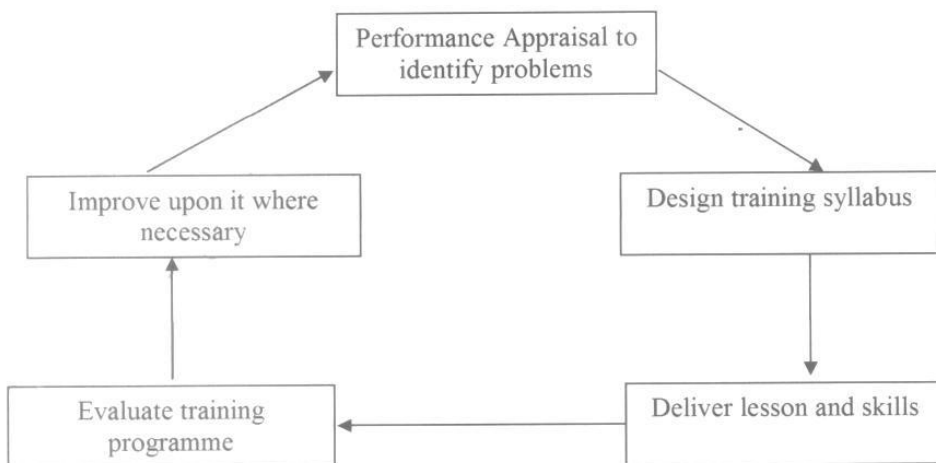 Performance Appraisal to
identify problems
Design training syllabus
Deliver lesson and skills
Evaluate training
programme
Improve upon it where
necessary